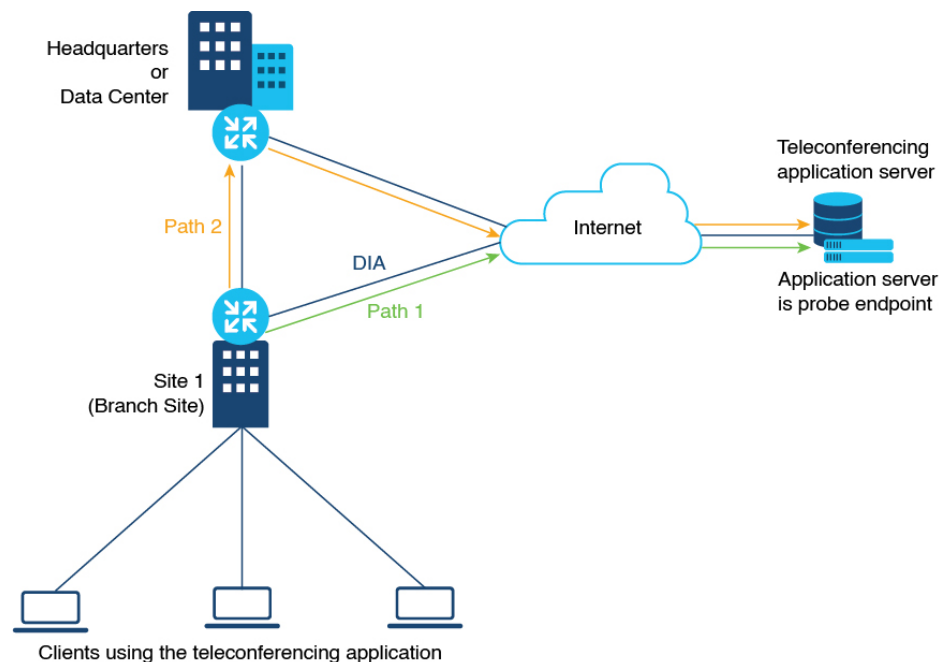 Headquarters
or
Data Center
Teleconferencing
application server
Path 2
Internet
DIA
Application server
is probe endpoint
Path 1
Site 1
(Branch Site)
Clients using the teleconferencing application